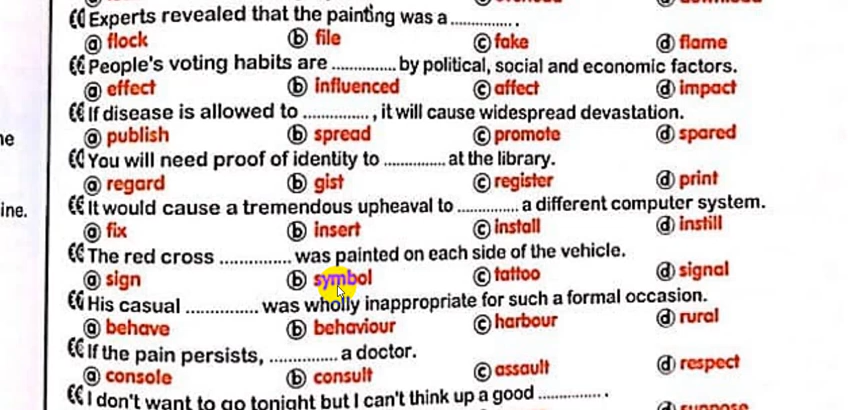 Experts revealed that the painting was a ............. .
ⓐ flock ⓑ file ⓒ fake ⓓ flame
People's voting habits are ............. by political, social and economic factors.
ⓐ effect ⓑ influenced ⓒ affect ⓓ impact
If disease is allowed to ............. , it will cause widespread devastation.
ⓐ publish ⓑ spread ⓒ promote ⓓ spared
You will need proof of identity to ............. at the library.
ⓐ regard ⓑ gist ⓒ register ⓓ print
ine.
It would cause a tremendous upheaval to ............. a different computer system.
ⓐ fix ⓑ insert ⓒ install ⓓ instill
The red cross ............. was painted on each side of the vehicle.
ⓐ sign ⓑ symbol ⓒ tattoo ⓓ signal
His casual ............. was wholly inappropriate for such a formal occasion.
ⓐ behave ⓑ behaviour ⓒ harbour ⓓ rural
If the pain persists, ............. a doctor.
ⓐ console ⓑ consult ⓒ assault ⓓ respect
I don't want to go tonight but I can't think up a good ............. .
ⓓ suppose